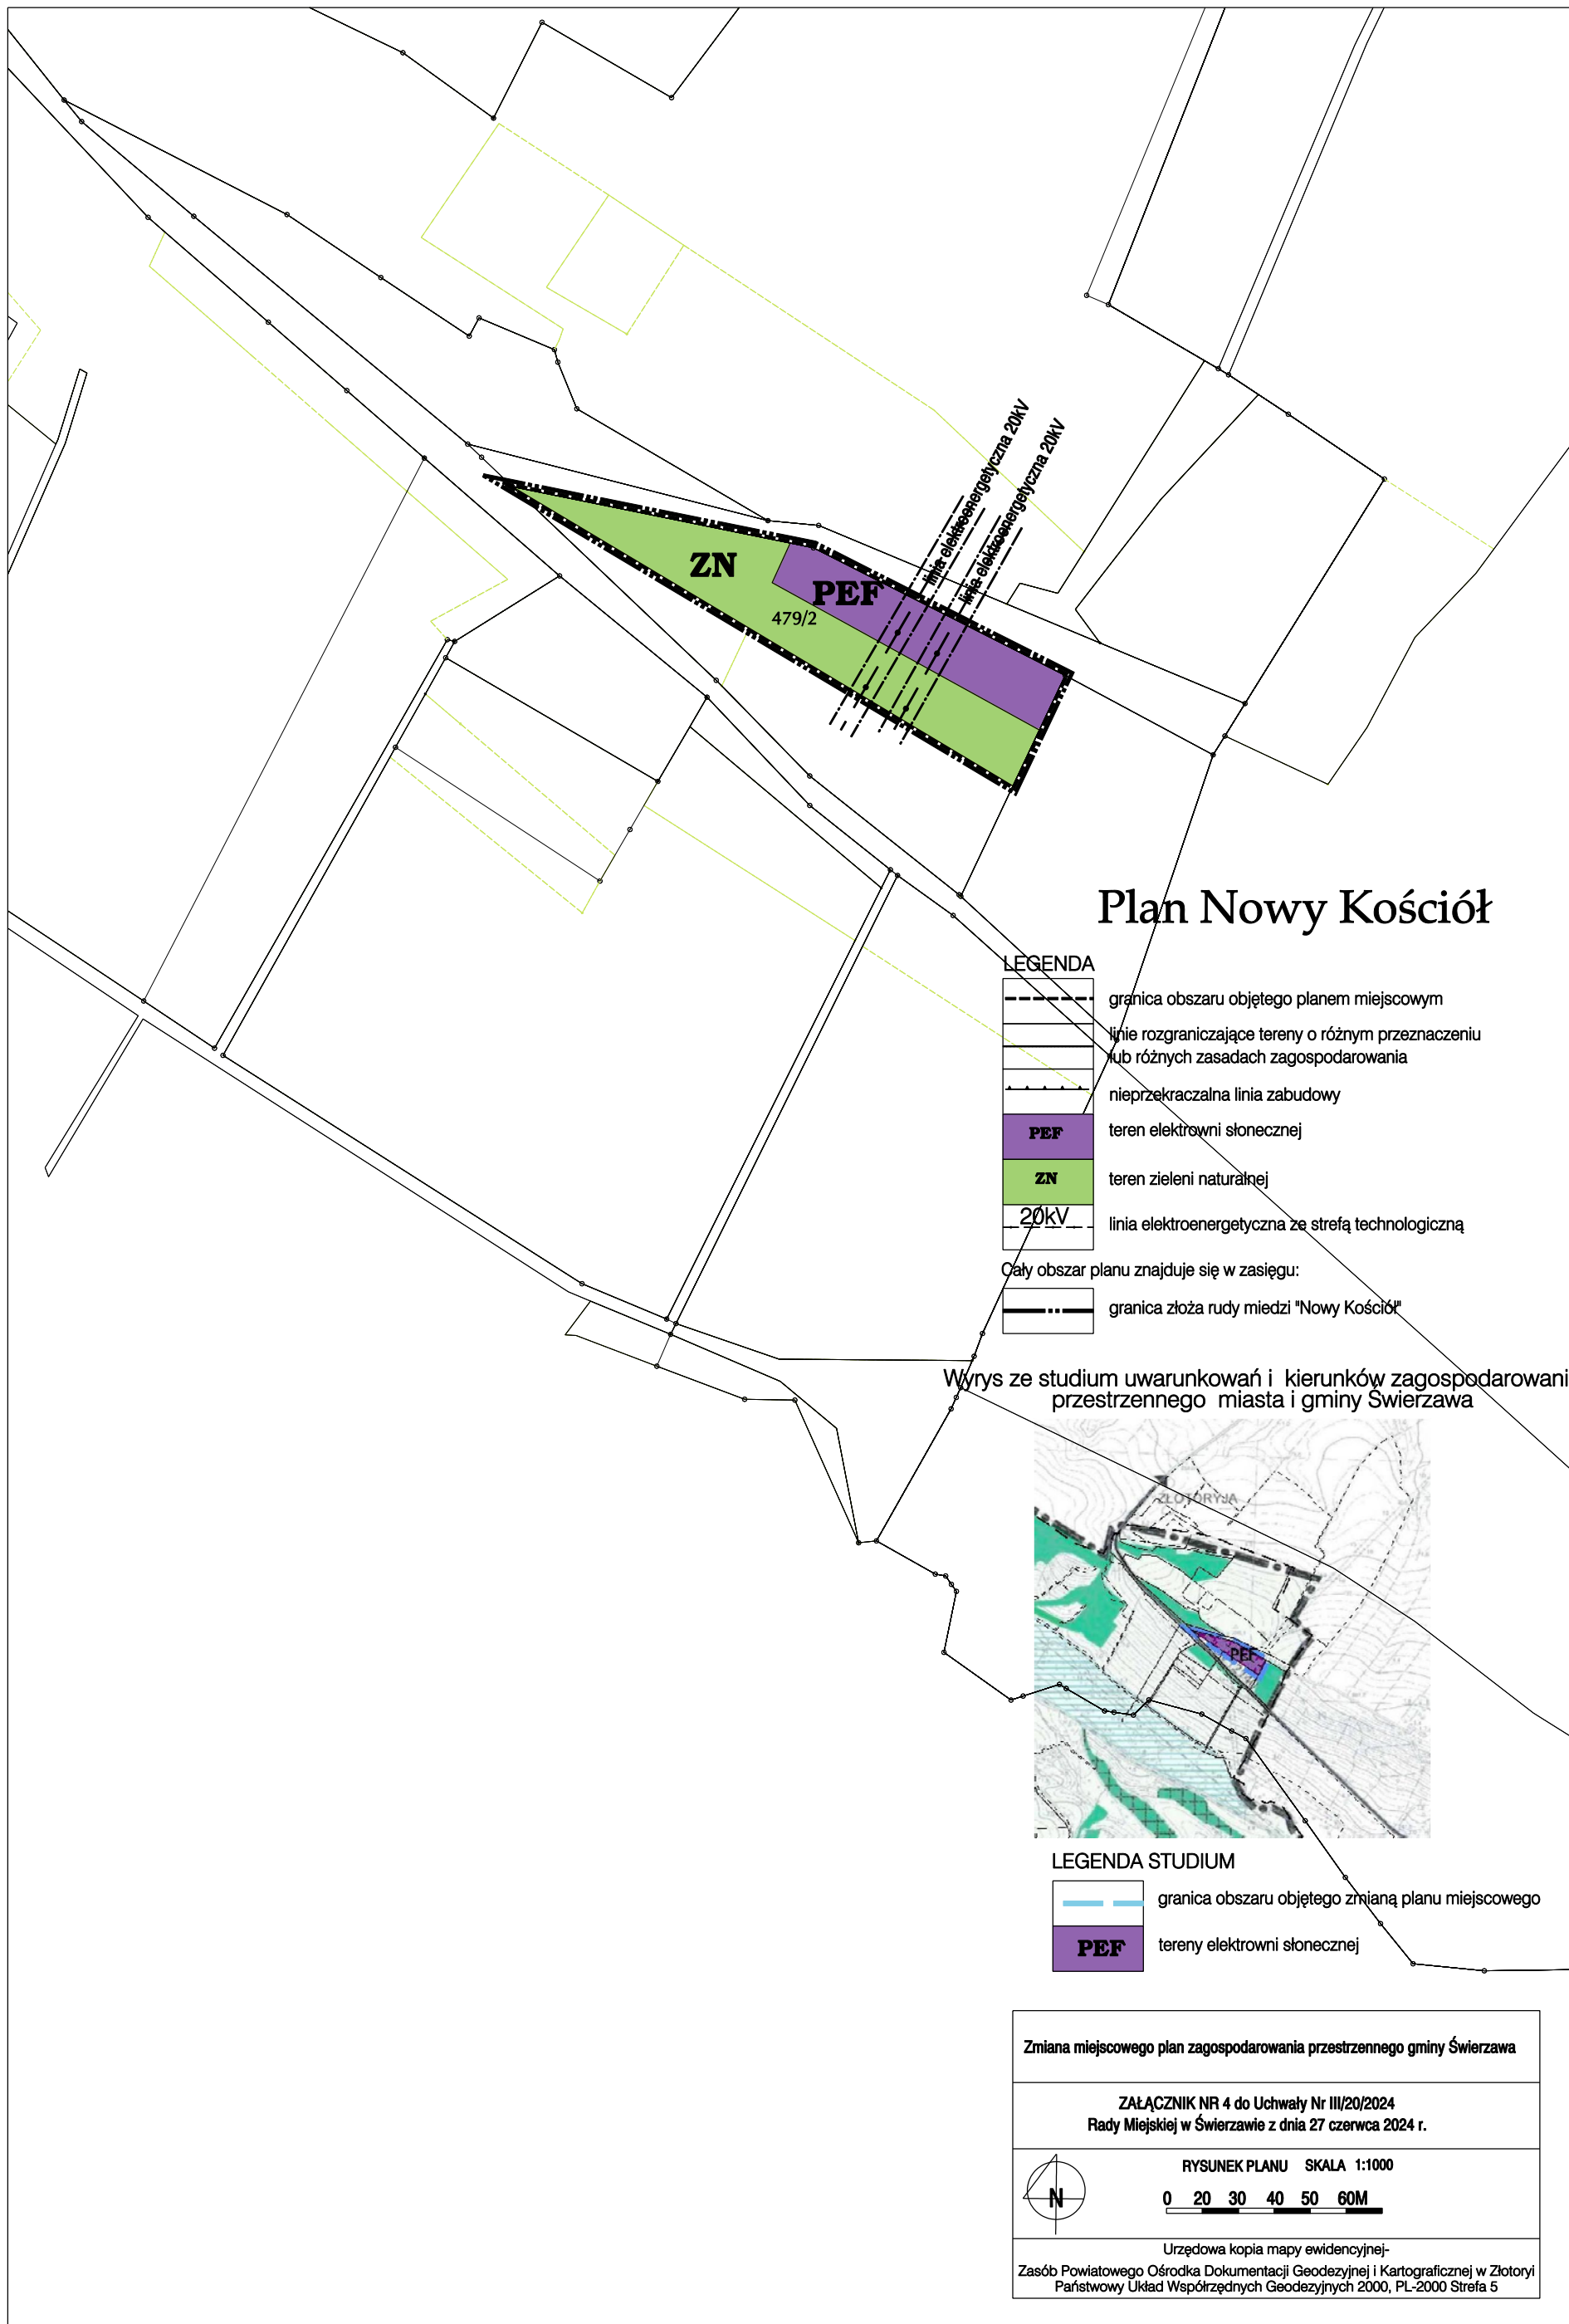 linia elektroenergetyczna 20kV
linia elektroenergetyczna 20kV
ZN
PEF
479/2
Plan Nowy Kościół
LEGENDA
granica obszaru objętego planem miejscowym
linie rozgraniczające tereny o różnym przeznaczeniu
lub różnych zasadach zagospodarowania
nieprzekraczalna linia zabudowy
PEF teren elektrowni słonecznej
ZN teren zieleni naturalnej
20kV linia elektroenergetyczna ze strefą technologiczną
Cały obszar planu znajduje się w zasięgu:
granica złoża rudy miedzi "Nowy Kościół"
Wyrys ze studium uwarunkowań i kierunków zagospodarowani
przestrzennego miasta i gminy Świerzawa
ZŁOTORYJA
PEF
LEGENDA STUDIUM
granica obszaru objętego zmianą planu miejscowego
PEF tereny elektrowni słonecznej
Zmiana miejscowego plan zagospodarowania przestrzennego gminy Świerzawa
ZAŁĄCZNIK NR 4 do Uchwały Nr III/20/2024
Rady Miejskiej w Świerzawie z dnia 27 czerwca 2024 r.
RYSUNEK PLANU SKALA 1:1000
N
0 20 30 40 50 60M
Urzędowa kopia mapy ewidencyjnej-
Zasób Powiatowego Ośrodka Dokumentacji Geodezyjnej i Kartograficznej w Złotoryi
Państwowy Układ Współrzędnych Geodezyjnych 2000, PL-2000 Strefa 5